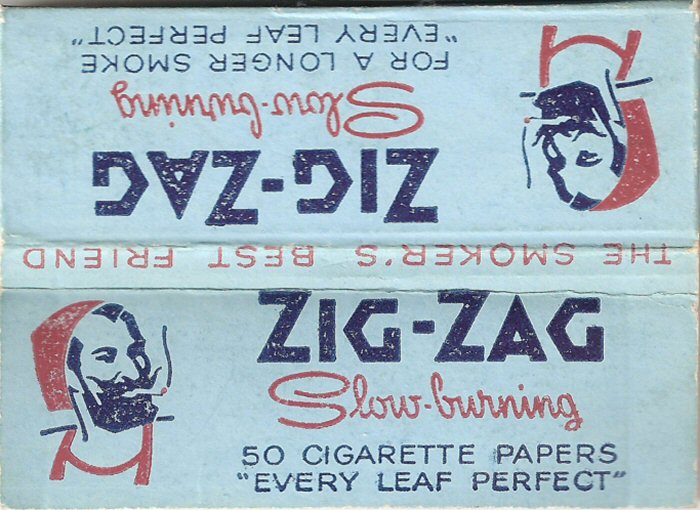 "EVERY LEAF PERFECT"
FOR A LONGER SMOKE
Slow-burning
ZIG-ZAG
THE SMOKER'S BEST FRIEND
ZIG-ZAG
Slow-burning
50 CIGARETTE PAPERS
"EVERY LEAF PERFECT"